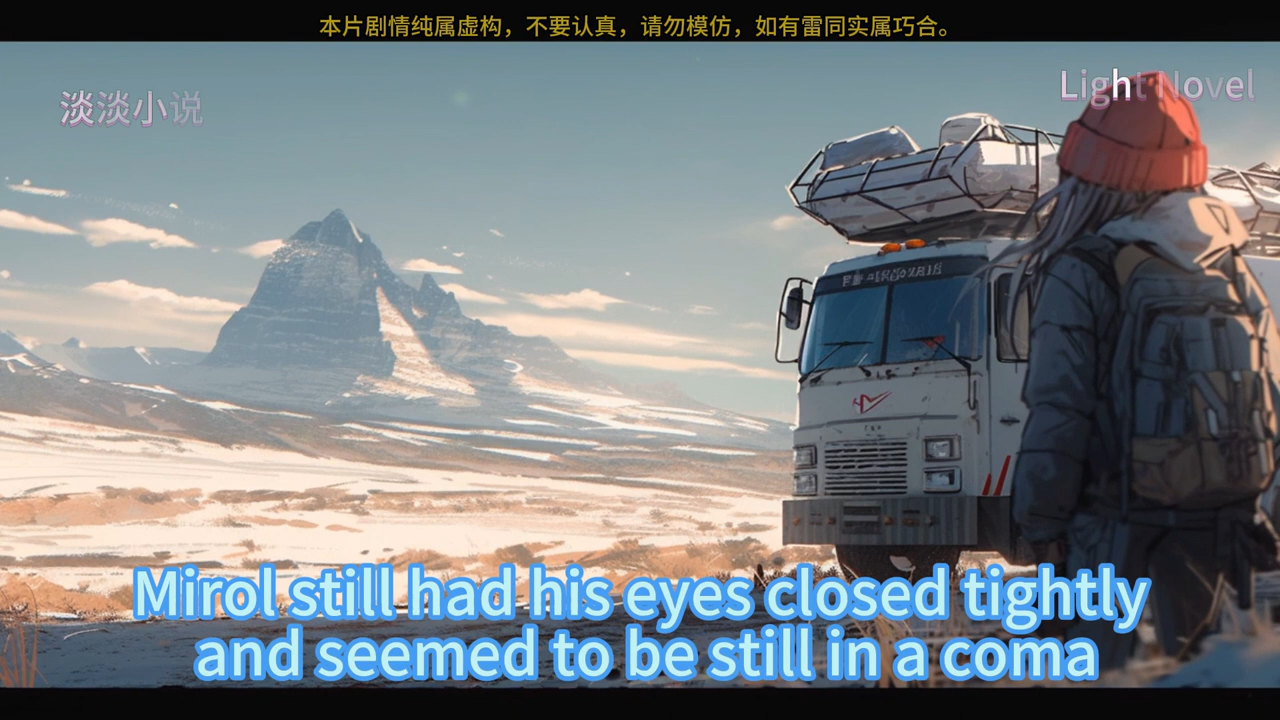 本片剧情纯属虚构，不要认真，请勿模仿，如有雷同实属巧合。
淡淡小说
Light Novel
Mirol still had his eyes closed tightly
and seemed to be still in a coma